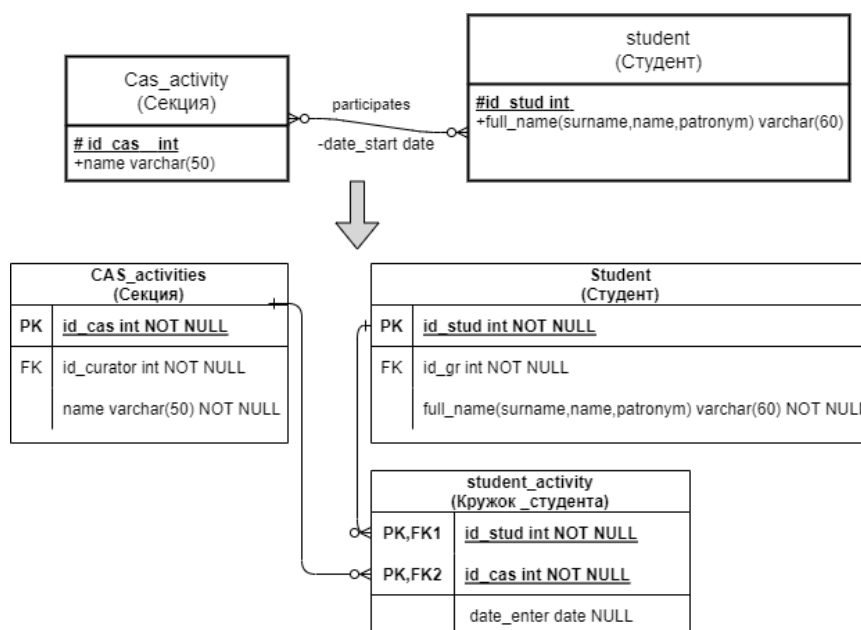 Cas_activity
(Секция)
# id_cas__int
+name varchar(50)
participates
-date_start date
student
(Студент)
#id_stud int
+full_name(surname,name,patronym) varchar(60)
CAS_activities
(Секция)
PK id_cas int NOT NULL
FK id_curator int NOT NULL
name varchar(50) NOT NULL
Student
(Студент)
PK id_stud int NOT NULL
FK id_gr int NOT NULL
full_name(surname,name,patronym) varchar(60) NOT NULL
student_activity
(Кружок _студента)
PK,FK1 id_stud int NOT NULL
PK,FK2 id_cas int NOT NULL
date_enter date NULL